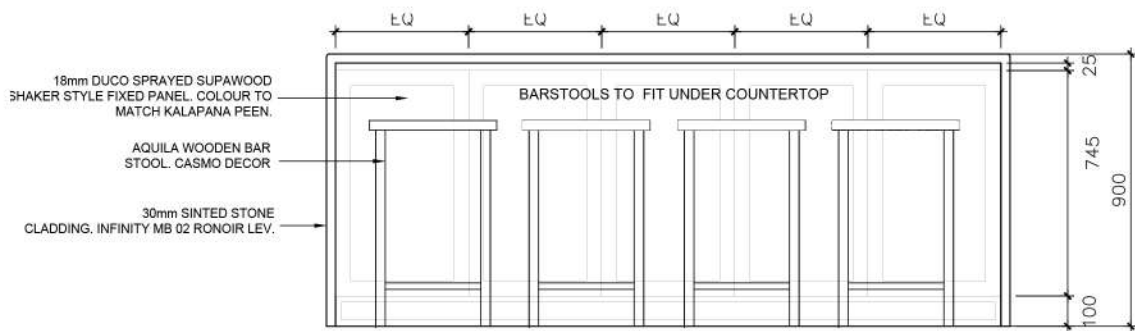 EQ EQ EQ EQ EQ
25
18mm DUCO SPRAYED SUPAWOOD
SHAKER STYLE FIXED PANEL. COLOUR TO
MATCH KALAPANA PEEN.
BARSTOOLS TO FIT UNDER COUNTERTOP
AQUILA WOODEN BAR
STOOL. CASMO DECOR
745
900
30mm SINTED STONE
CLADDING. INFINITY MB 02 RONOIR LEV.
100